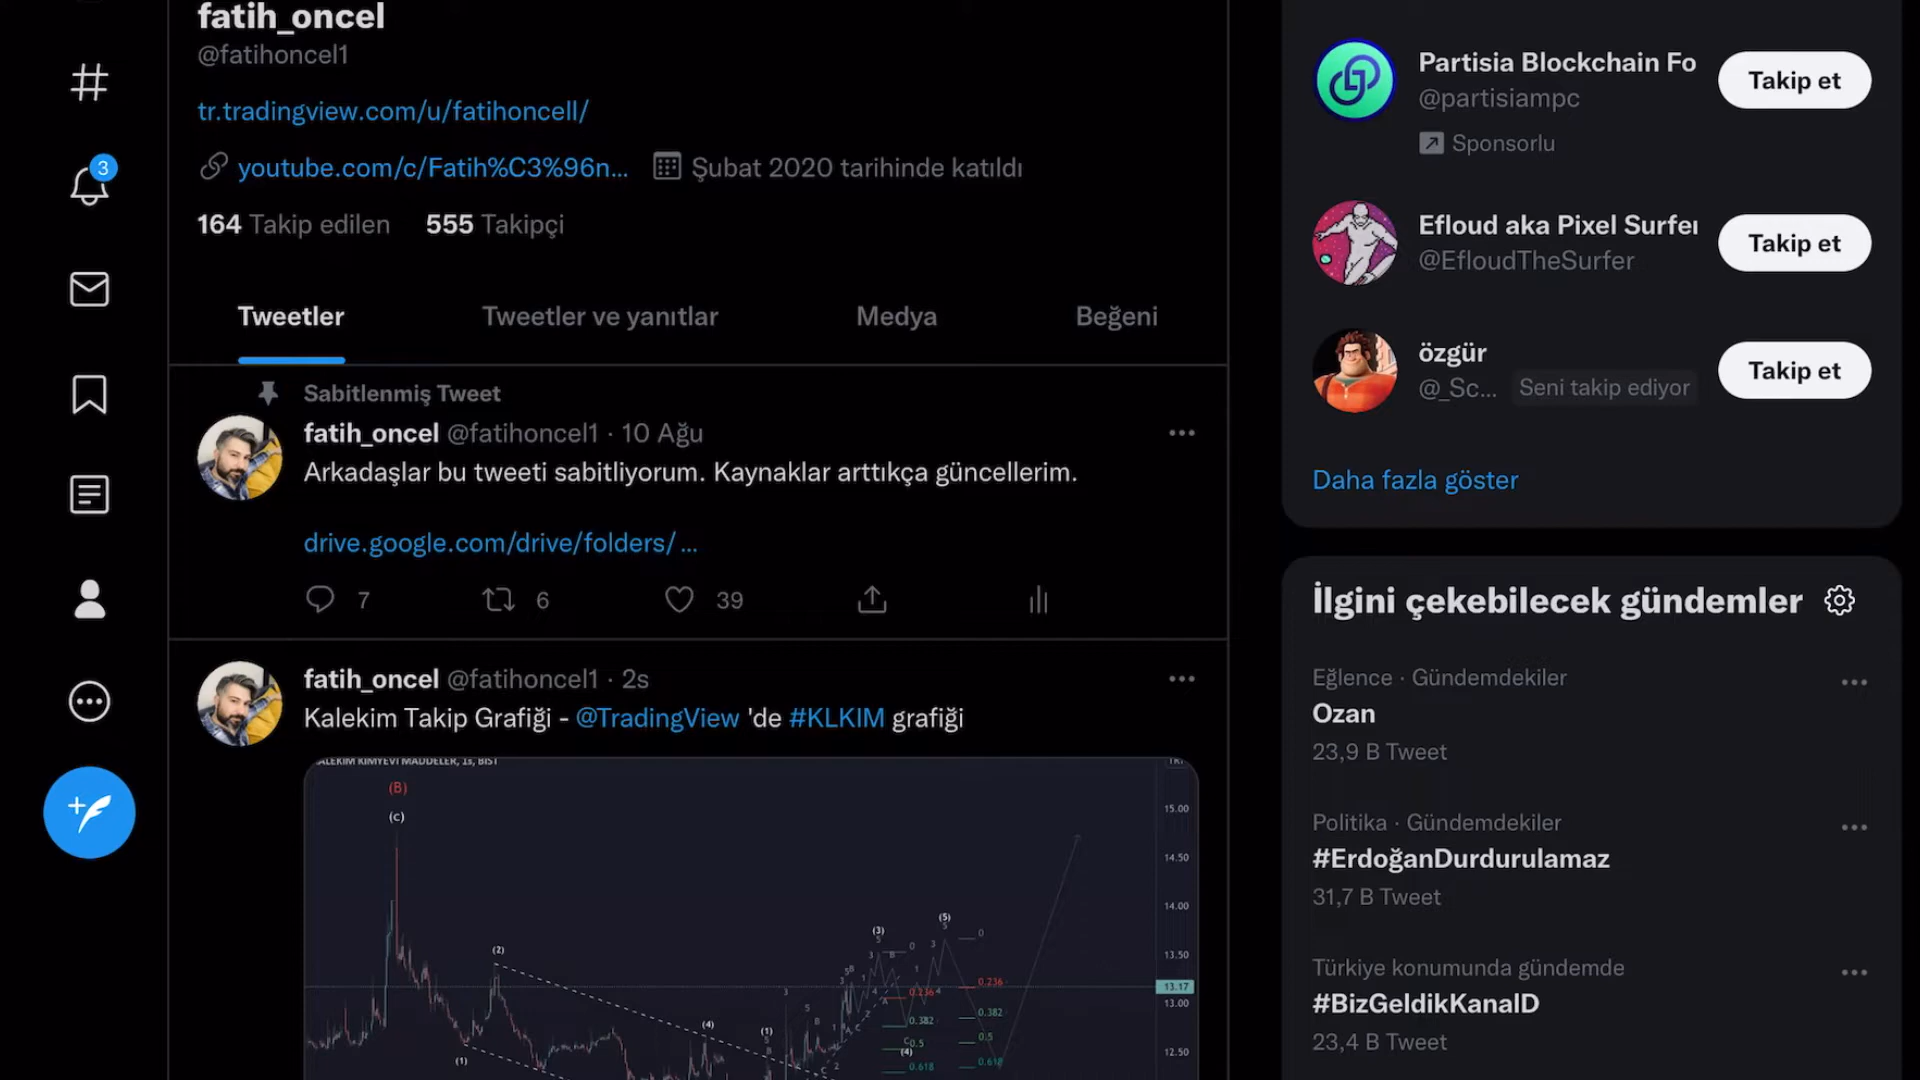 fatih_oncel
@fatihoncel1
tr.tradingview.com/u/fatihoncell/
youtube.com/c/Fatih%C3%96n...
Şubat 2020 tarihinde katıldı
164 Takip edilen 555 Takipçi
Tweetler Tweetler ve yanıtlar Medya Beğeni
Sabitlenmiş Tweet
fatih_oncel @fatihoncel1 · 10 Ağu
Arkadaşlar bu tweeti sabitliyorum. Kaynaklar arttıkça güncellerim.
drive.google.com/drive/folders/ ...
7 6 39
fatih_oncel @fatihoncel1 · 2s
Kalekim Takip Grafiği - @TradingView 'de #KLKIM grafiği
ALEKIM KIMYEVI MADDELER, 1s, BIST
(B)
(C)
(2)
(1)
(4)
(1)
(3)
(5)
(4)
0
0.236
0.382
0.5
0.618
0
0.236
0.382
0.5
0.618
15.00
14.50
14.00
13.50
13.17
13.00
12.50
3
Partisia Blockchain Fo
@partisiampc
Takip et
Sponsorlu
Efloud aka Pixel Surfer
@EfloudTheSurfer
Takip et
özgür
@_Sc... Seni takip ediyor
Takip et
Daha fazla göster
İlgini çekebilecek gündemler
Eğlence · Gündemdekiler
Ozan
23,9 B Tweet
Politika · Gündemdekiler
#ErdoğanDurdurulamaz
31,7 B Tweet
Türkiye konumunda gündemde
#BizGeldikKanalD
23,4 B Tweet